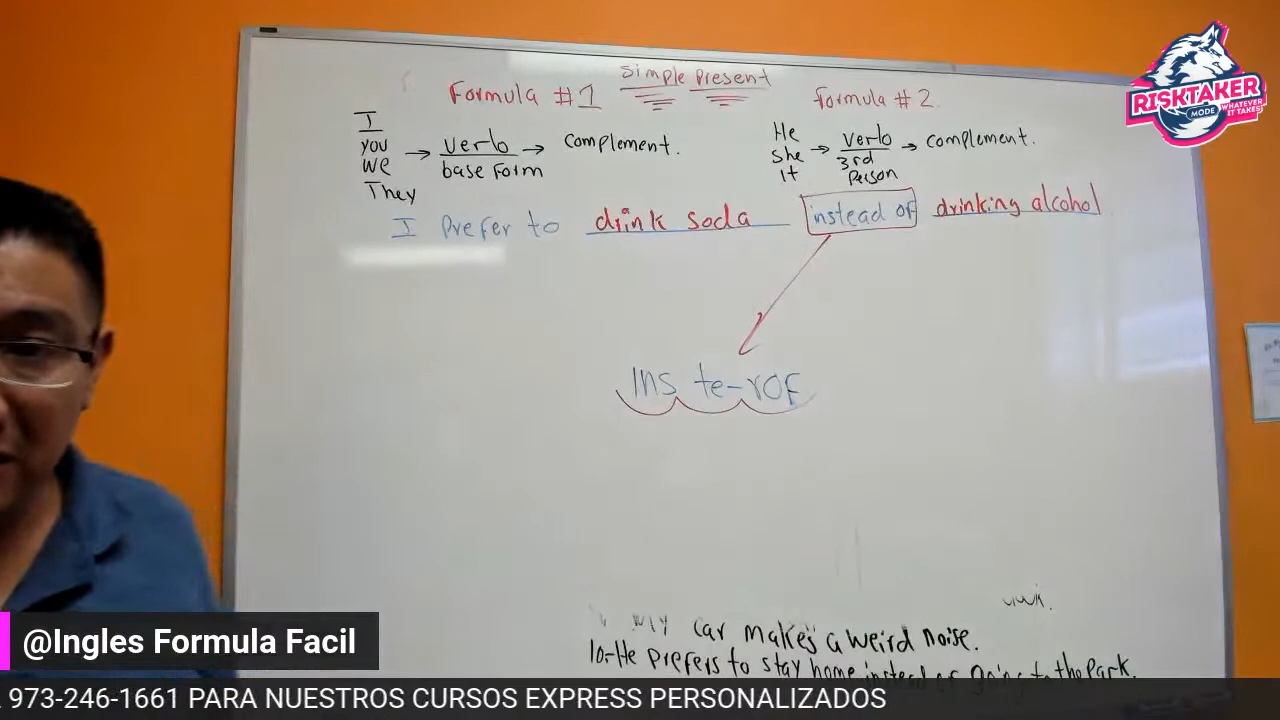 simple present
Formula #1
Formula #2
I
you
we
They
verb
base Form
complement.
He
she
it
verb
3rd
Person
complement.
I prefer to drink soda instead of drinking alcohol
Ins te-rOF
My car makes a weird noise.
10-He prefers to stay home instead of going to the park.
RISKTAKER
MODE
WHATEVER
IT TAKES
@Ingles Formula Facil
973-246-1661 PARA NUESTROS CURSOS EXPRESS PERSONALIZADOS